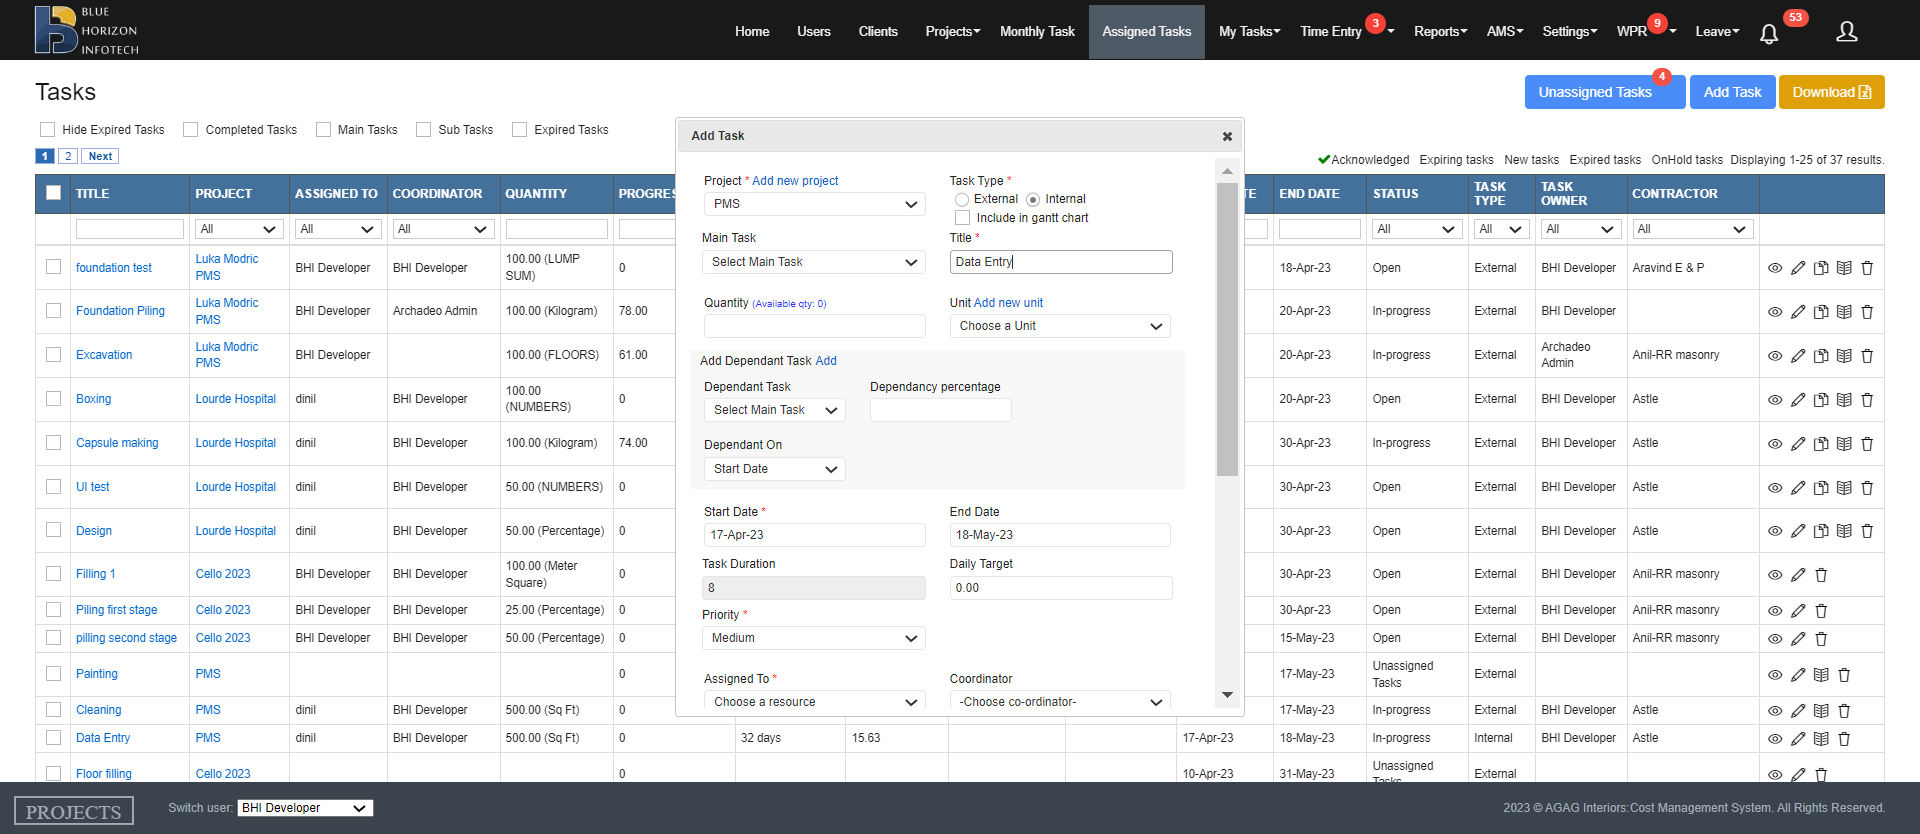 BLUE
HORIZON
INFOTECH
Home Users Clients Projects Monthly Task Assigned Tasks My Tasks Time Entry 3 Reports AMS Settings WPR 9 Leave 53
Tasks
Unassigned Tasks 4 Add Task Download
Hide Expired Tasks Completed Tasks Main Tasks Sub Tasks Expired Tasks
1 2 Next
Acknowledged Expiring tasks New tasks Expired tasks OnHold tasks Displaying 1-25 of 37 results.
TITLE PROJECT ASSIGNED TO COORDINATOR QUANTITY PROGRES TE END DATE STATUS TASK TYPE TASK OWNER CONTRACTOR
All All All All All All All
foundation test Luka Modric PMS BHI Developer BHI Developer 100.00 (LUMP SUM) 0 18-Apr-23 Open External BHI Developer Aravind E & P
Foundation Piling Luka Modric PMS BHI Developer Archadeo Admin 100.00 (Kilogram) 78.00 20-Apr-23 In-progress External BHI Developer
Excavation Luka Modric PMS BHI Developer 100.00 (FLOORS) 61.00 20-Apr-23 In-progress External Archadeo Admin Anil-RR masonry
Boxing Lourde Hospital dinil BHI Developer 100.00 (NUMBERS) 0 20-Apr-23 Open External BHI Developer Astle
Capsule making Lourde Hospital dinil BHI Developer 100.00 (Kilogram) 74.00 30-Apr-23 In-progress External BHI Developer Astle
UI test Lourde Hospital dinil BHI Developer 50.00 (NUMBERS) 0 30-Apr-23 Open External BHI Developer Astle
Design Lourde Hospital dinil BHI Developer 50.00 (Percentage) 0 30-Apr-23 Open External BHI Developer Astle
Filling 1 Cello 2023 BHI Developer BHI Developer 100.00 (Meter Square) 0 30-Apr-23 Open External BHI Developer Anil-RR masonry
Piling first stage Cello 2023 BHI Developer BHI Developer 25.00 (Percentage) 0 30-Apr-23 Open External BHI Developer Anil-RR masonry
pilling second stage Cello 2023 BHI Developer BHI Developer 50.00 (Percentage) 0 15-May-23 Open External BHI Developer Anil-RR masonry
Painting PMS 0 17-May-23 Unassigned Tasks External
Cleaning PMS dinil BHI Developer 500.00 (Sq Ft) 0 17-May-23 In-progress External BHI Developer Astle
Data Entry PMS dinil BHI Developer 500.00 (Sq Ft) 0 32 days 15.63 17-Apr-23 18-May-23 In-progress Internal BHI Developer Astle
Floor filling Cello 2023 0 10-Apr-23 31-May-23 Unassigned Tasks External
Add Task
Project * Add new project
PMS
Task Type *
External Internal
Include in gantt chart
Main Task
Select Main Task
Title *
Data Entry
Quantity (Available qty: 0)
Unit Add new unit
Choose a Unit
Add Dependant Task Add
Dependant Task Dependancy percentage
Select Main Task
Dependant On
Start Date
Start Date * End Date
17-Apr-23 18-May-23
Task Duration Daily Target
8 0.00
Priority *
Medium
Assigned To * Coordinator
Choose a resource -Choose co-ordinator-
PROJECTS Switch user: BHI Developer 2023 © AGAG Interiors:Cost Management System. All Rights Reserved.